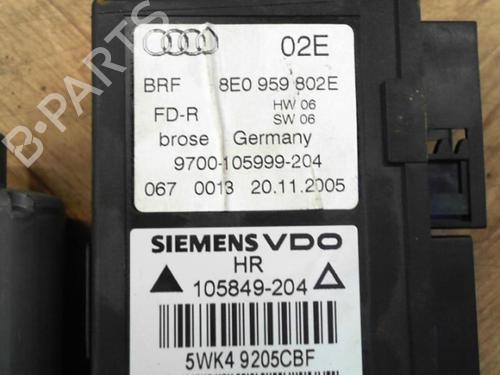 02E
BRF 8E0 959 802E
FD-R HW 06
SW 06
brose Germany
9700-105999-204
067 0013 20.11.2005
SIEMENS VDO
HR
105849-204
5WK4 9205CBF